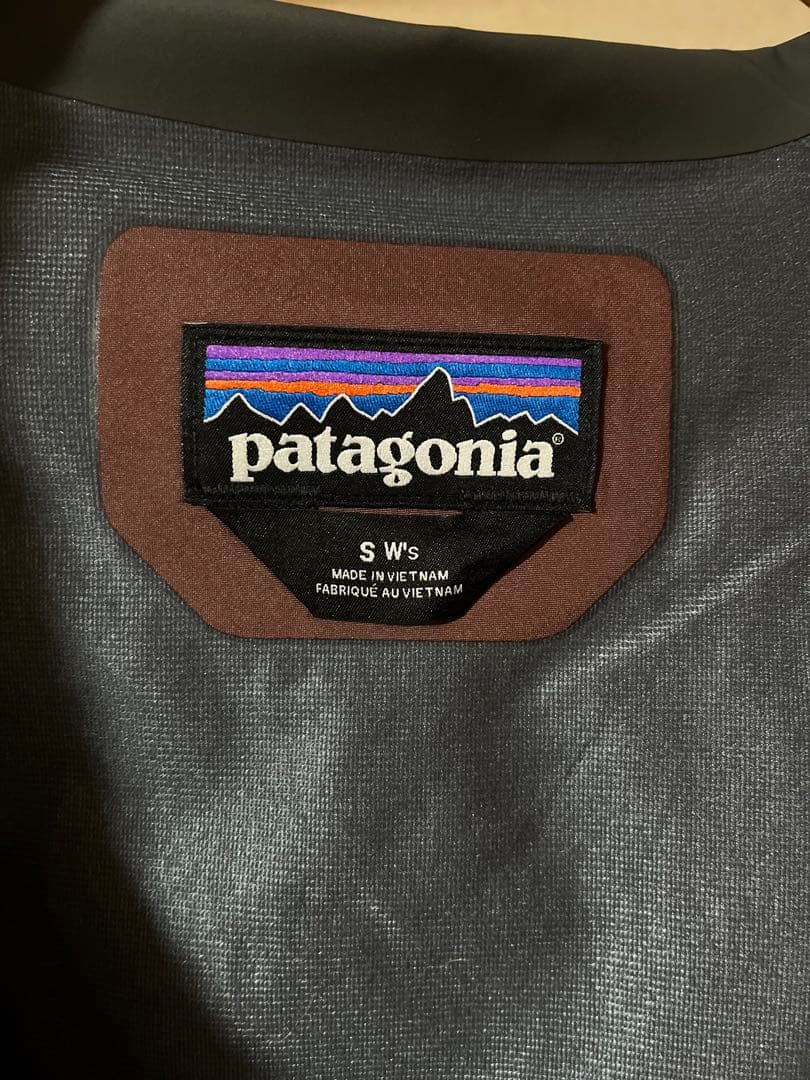 patagonia®
S W's
MADE IN VIETNAM
FABRIQUÉ AU VIETNAM